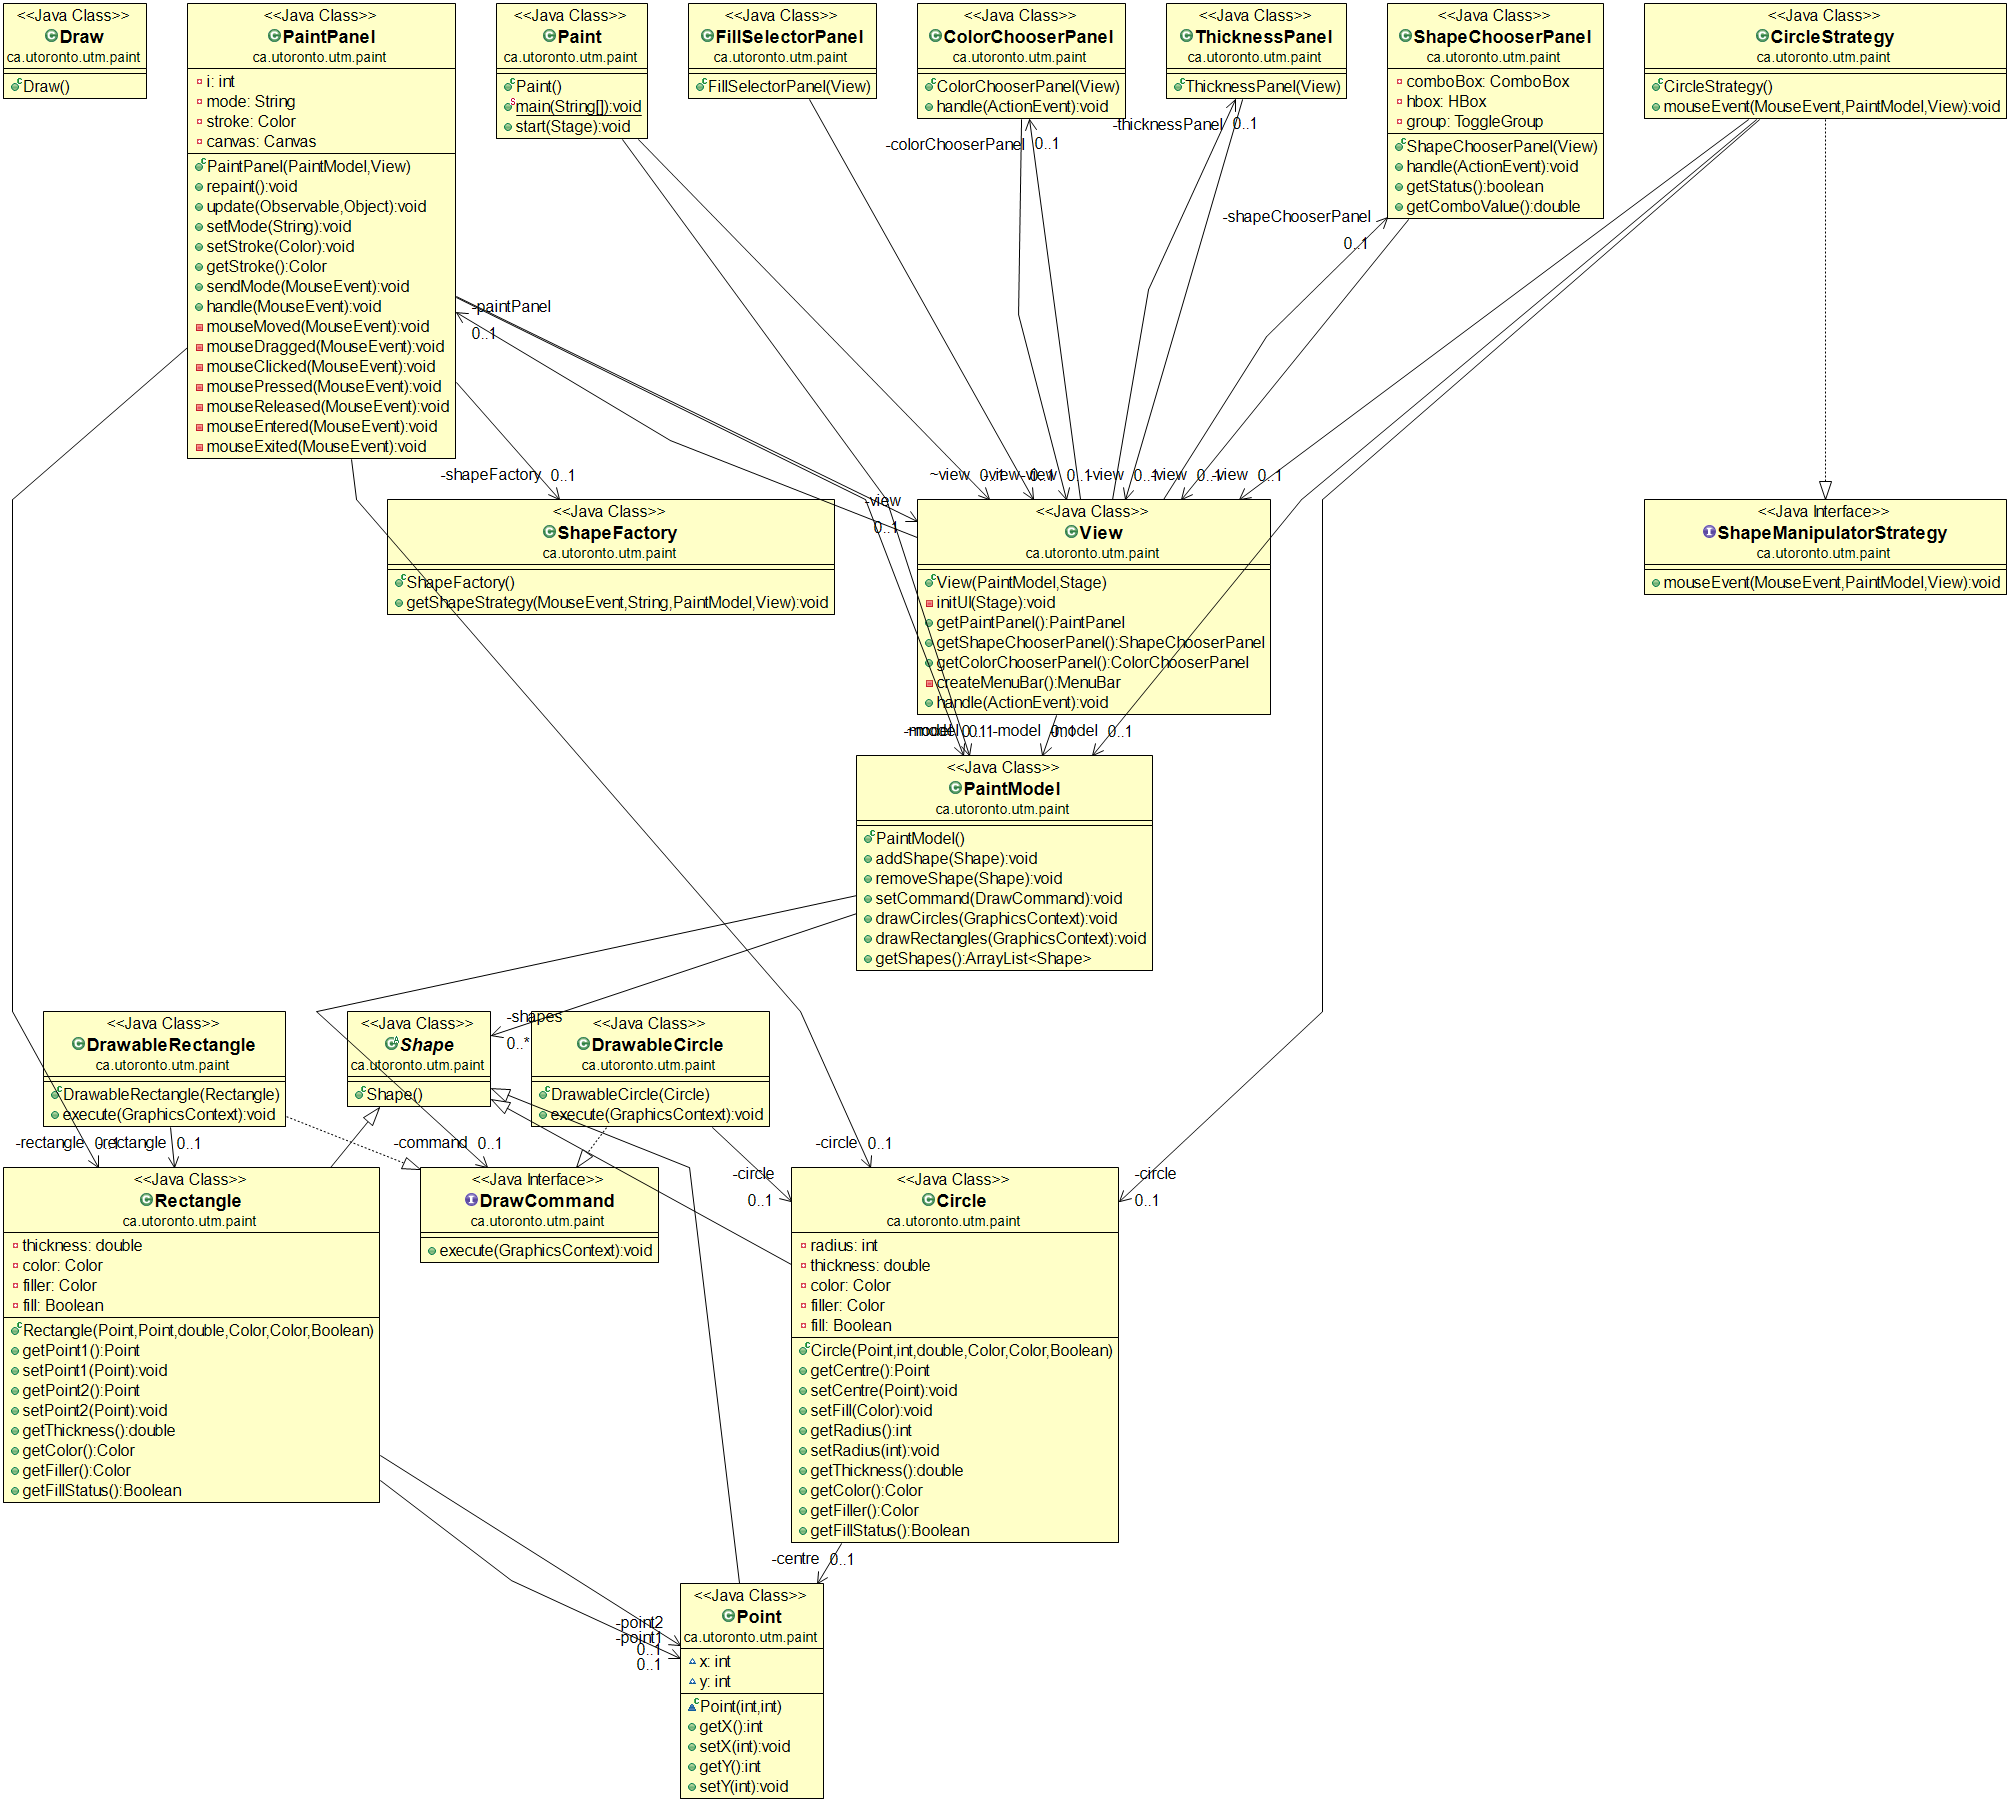 <<Java Class>>
Draw
ca.utoronto.utm.paint
Draw()
<<Java Class>>
PaintPanel
ca.utoronto.utm.paint
i: int
mode: String
stroke: Color
canvas: Canvas
PaintPanel(PaintModel,View)
repaint():void
update(Observable,Object):void
setMode(String):void
setStroke(Color):void
getStroke():Color
sendMode(MouseEvent):void
handle(MouseEvent):void
mouseMoved(MouseEvent):void
mouseDragged(MouseEvent):void
mouseClicked(MouseEvent):void
mousePressed(MouseEvent):void
mouseReleased(MouseEvent):void
mouseEntered(MouseEvent):void
mouseExited(MouseEvent):void
<<Java Class>>
Paint
ca.utoronto.utm.paint
Paint()
main(String[]):void
start(Stage):void
<<Java Class>>
FillSelectorPanel
ca.utoronto.utm.paint
FillSelectorPanel(View)
<<Java Class>>
ColorChooserPanel
ca.utoronto.utm.paint
ColorChooserPanel(View)
handle(ActionEvent):void
<<Java Class>>
ThicknessPanel
ca.utoronto.utm.paint
ThicknessPanel(View)
<<Java Class>>
ShapeChooserPanel
ca.utoronto.utm.paint
comboBox: ComboBox
hbox: HBox
group: ToggleGroup
ShapeChooserPanel(View)
handle(ActionEvent):void
getStatus():boolean
getComboValue():double
<<Java Class>>
CircleStrategy
ca.utoronto.utm.paint
CircleStrategy()
mouseEvent(MouseEvent,PaintModel,View):void
-colorChooserPanel 0..1
-thicknessPanel 0..1
-shapeChooserPanel
0..1
-paintPanel
0..1
-shapeFactory 0..1
~view 0..1
-view 0..1
-view 0..1
-view 0..1
-view 0..1
-view 0..1
-view
0..1
<<Java Class>>
ShapeFactory
ca.utoronto.utm.paint
ShapeFactory()
getShapeStrategy(MouseEvent,String,PaintModel,View):void
<<Java Class>>
View
ca.utoronto.utm.paint
View(PaintModel,Stage)
initUI(Stage):void
getPaintPanel():PaintPanel
getShapeChooserPanel():ShapeChooserPanel
getColorChooserPanel():ColorChooserPanel
createMenuBar():MenuBar
handle(ActionEvent):void
<<Java Interface>>
ShapeManipulatorStrategy
ca.utoronto.utm.paint
mouseEvent(MouseEvent,PaintModel,View):void
-model 0..1
~model 0..1
-model 0..1
-model 0..1
<<Java Class>>
PaintModel
ca.utoronto.utm.paint
PaintModel()
addShape(Shape):void
removeShape(Shape):void
setCommand(DrawCommand):void
drawCircles(GraphicsContext):void
drawRectangles(GraphicsContext):void
getShapes():ArrayList<Shape>
<<Java Class>>
DrawableRectangle
ca.utoronto.utm.paint
DrawableRectangle(Rectangle)
execute(GraphicsContext):void
<<Java Class>>
Shape
ca.utoronto.utm.paint
Shape()
-shapes
0..*
<<Java Class>>
DrawableCircle
ca.utoronto.utm.paint
DrawableCircle(Circle)
execute(GraphicsContext):void
-rectangle 0..1
-rectangle 0..1
-command 0..1
-circle 0..1
-circle
0..1
-circle
0..1
<<Java Class>>
Rectangle
ca.utoronto.utm.paint
thickness: double
color: Color
filler: Color
fill: Boolean
Rectangle(Point,Point,double,Color,Color,Boolean)
getPoint1():Point
setPoint1(Point):void
getPoint2():Point
setPoint2(Point):void
getThickness():double
getColor():Color
getFiller():Color
getFillStatus():Boolean
<<Java Interface>>
DrawCommand
ca.utoronto.utm.paint
execute(GraphicsContext):void
<<Java Class>>
Circle
ca.utoronto.utm.paint
radius: int
thickness: double
color: Color
filler: Color
fill: Boolean
Circle(Point,int,double,Color,Color,Boolean)
getCentre():Point
setCentre(Point):void
setFill(Color):void
getRadius():int
setRadius(int):void
getThickness():double
getColor():Color
getFiller():Color
getFillStatus():Boolean
-centre 0..1
-point2
-point1
0..1
0..1
<<Java Class>>
Point
ca.utoronto.utm.paint
x: int
y: int
Point(int,int)
getX():int
setX(int):void
getY():int
setY(int):void